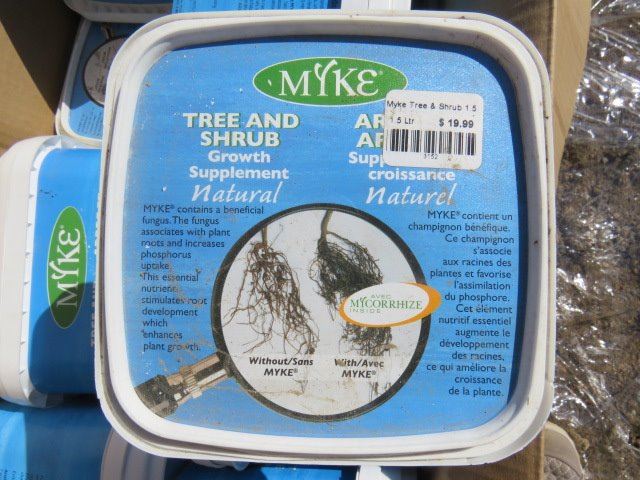 MYKE
Myke Tree & Shrub 1.5
1.5 Ltr $ 19.99
3152
TREE AND
SHRUB
Growth
Supplement
Natural
AR
AR
Supp
croissance
Naturel
MYKE® contains a beneficial
fungus. The fungus
associates with plant
roots and increases
phosphorus
uptake.
This essential
nutrient
stimulates root
development
which
enhances
plant growth.
MYKE® contient un
champignon bénéfique.
Ce champignon
s'associe
aux racines des
plantes et favorise
l'assimilation
du phosphore.
Cet élément
nutritif essentiel
augmente le
développement
des racines,
ce qui améliore la
croissance
de la plante.
AVEC
MYCORRHIZE
INSIDE
Without/Sans
MYKE®
With/Avec
MYKE®
MYKE